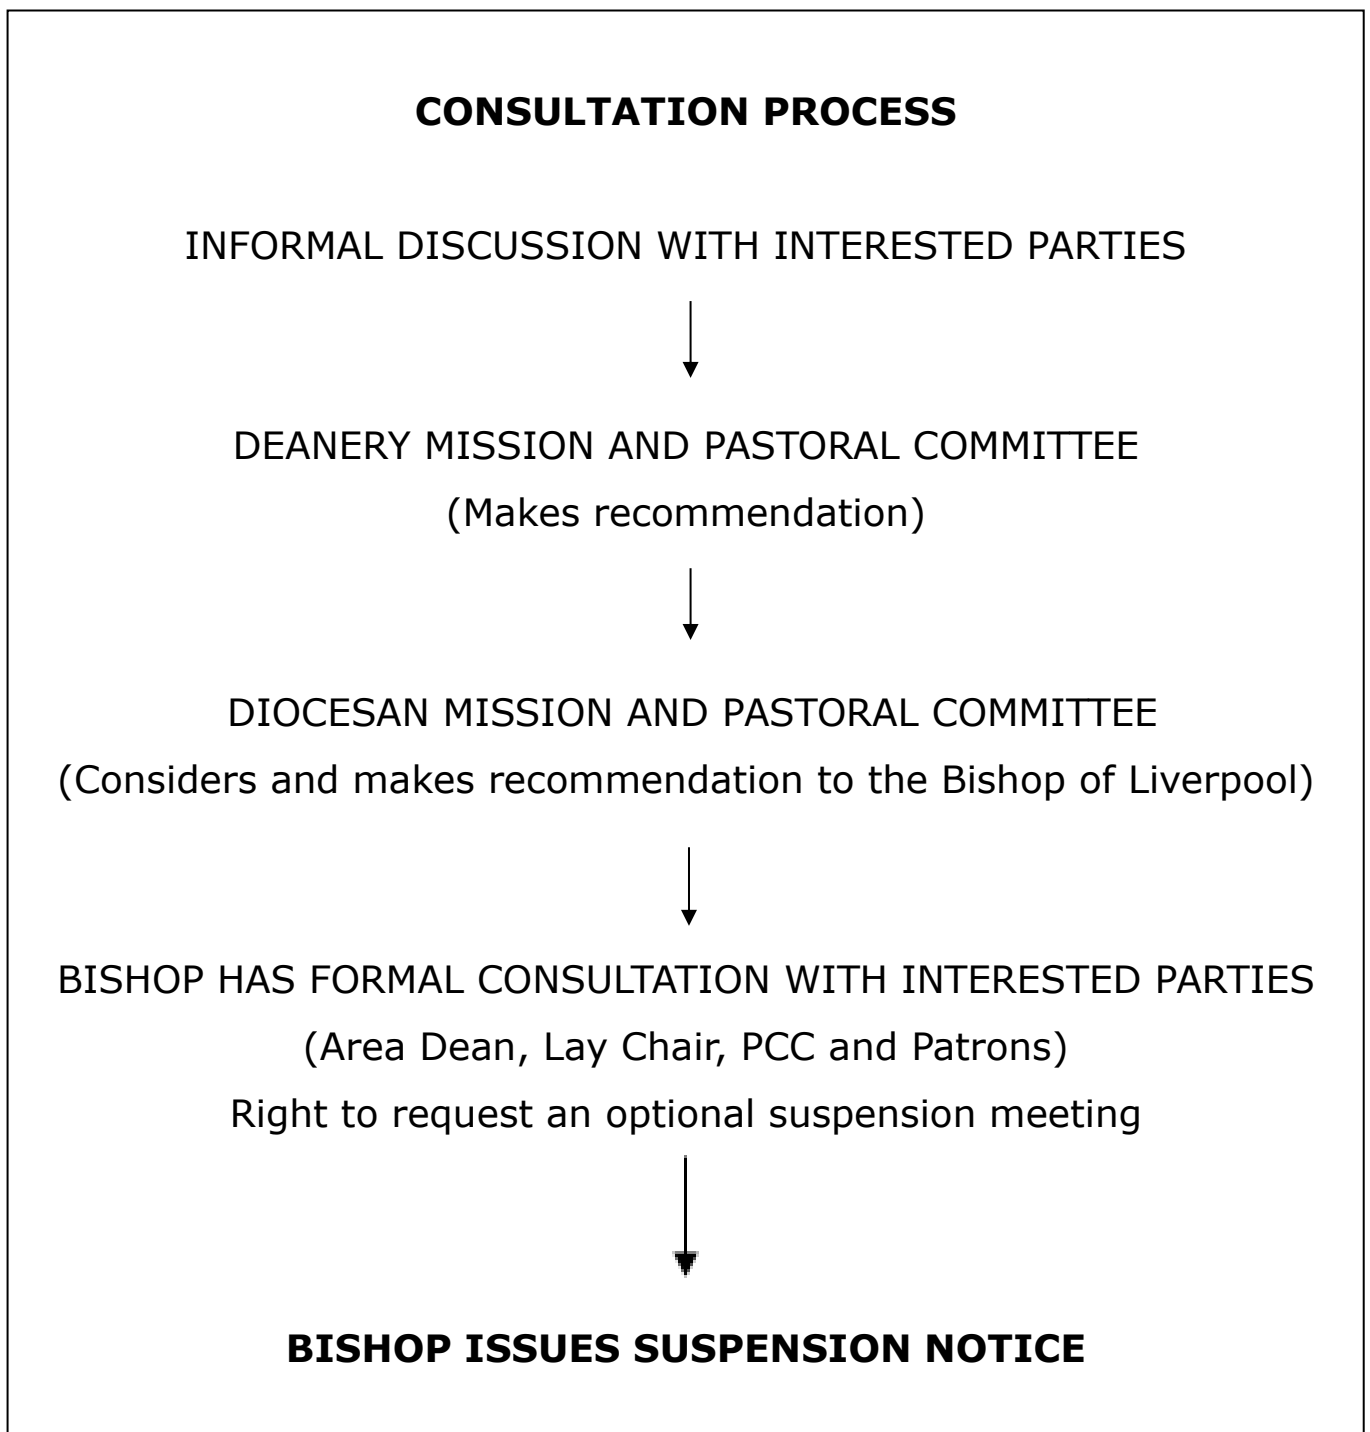 CONSULTATION PROCESS
INFORMAL DISCUSSION WITH INTERESTED PARTIES
DEANERY MISSION AND PASTORAL COMMITTEE
(Makes recommendation)
DIOCESAN MISSION AND PASTORAL COMMITTEE
(Considers and makes recommendation to the Bishop of Liverpool)
BISHOP HAS FORMAL CONSULTATION WITH INTERESTED PARTIES
(Area Dean, Lay Chair, PCC and Patrons)
Right to request an optional suspension meeting
BISHOP ISSUES SUSPENSION NOTICE